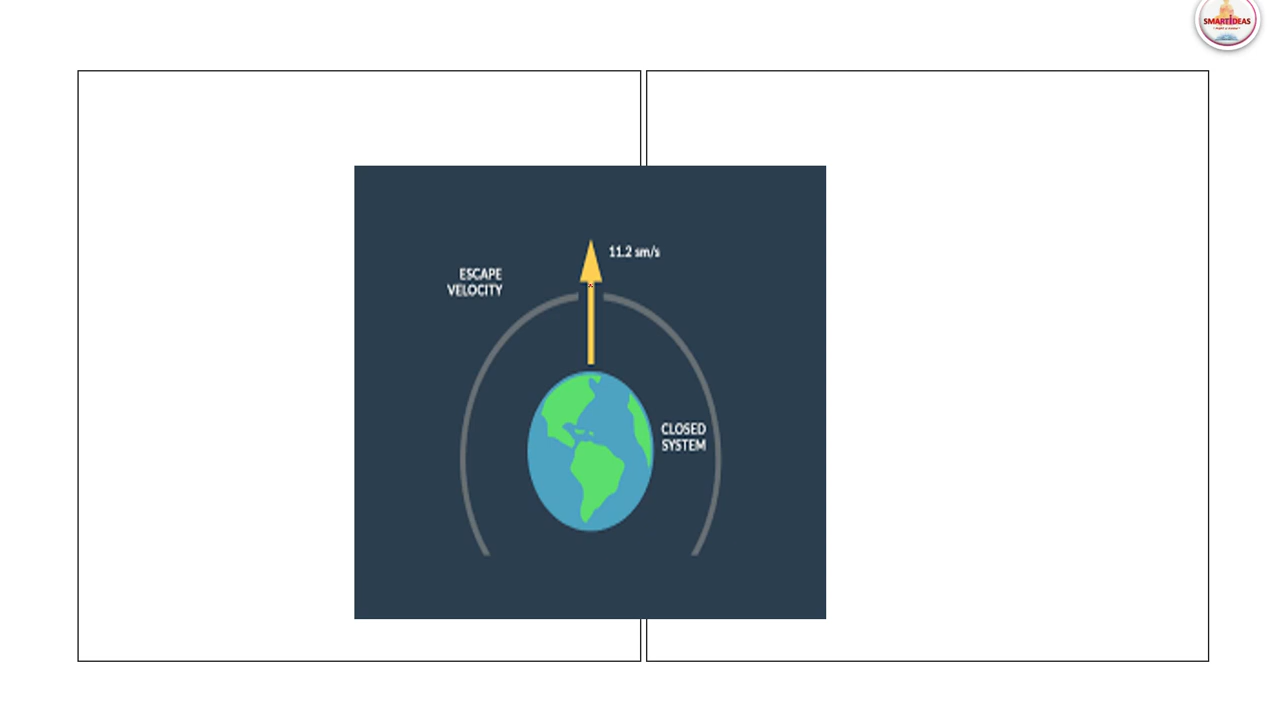 SMARTIDEAS
11.2 sm/s
ESCAPE
VELOCITY
CLOSED
SYSTEM